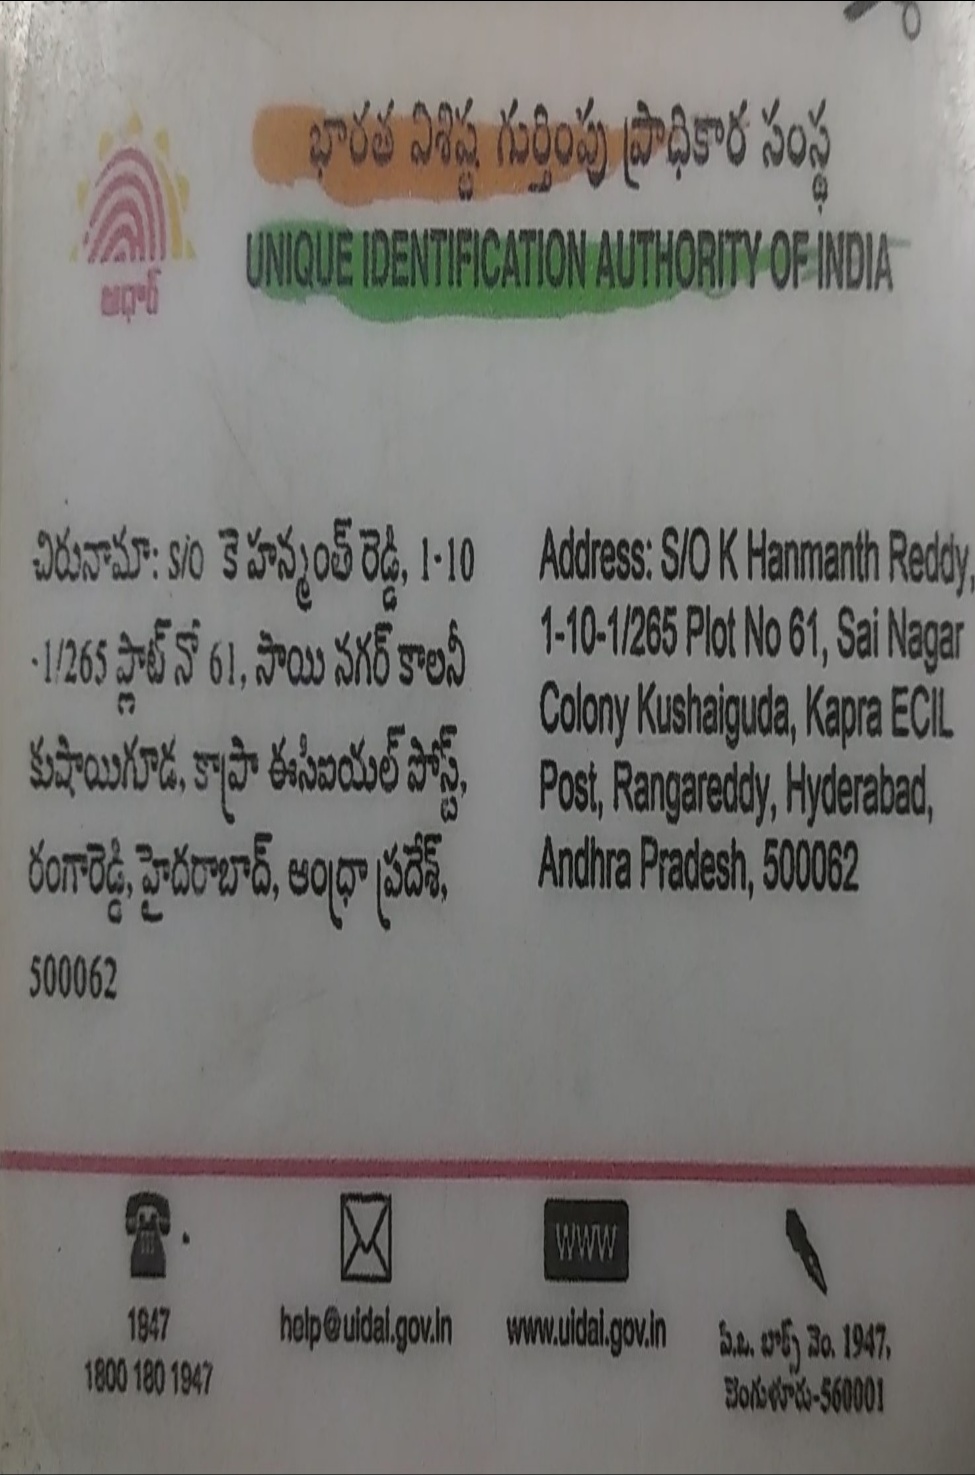 భారత విశిష్ట గుర్తింపు ప్రాధికార సంస్థ
UNIQUE IDENTIFICATION AUTHORITY OF INDIA
ఆధార్
చిరునామా: S/O కె హన్మంత్ రెడ్డి, 1-10
-1/265 ప్లాట్ నో 61, సాయి నగర్ కాలనీ
కుషాయిగూడ, కాప్రా ఈసిఐయల్ పోస్ట్,
రంగారెడ్డి, హైదరాబాద్, ఆంధ్రా ప్రదేశ్,
500062
Address: S/O K Hanmanth Reddy,
1-10-1/265 Plot No 61, Sai Nagar
Colony Kushaiguda, Kapra ECIL
Post, Rangareddy, Hyderabad,
Andhra Pradesh, 500062
1947
1800 180 1947
help@uidai.gov.in
WWW
www.uidai.gov.in
పి.ఒ. బాక్స్ నెం. 1947,
బెంగుళూరు-560001